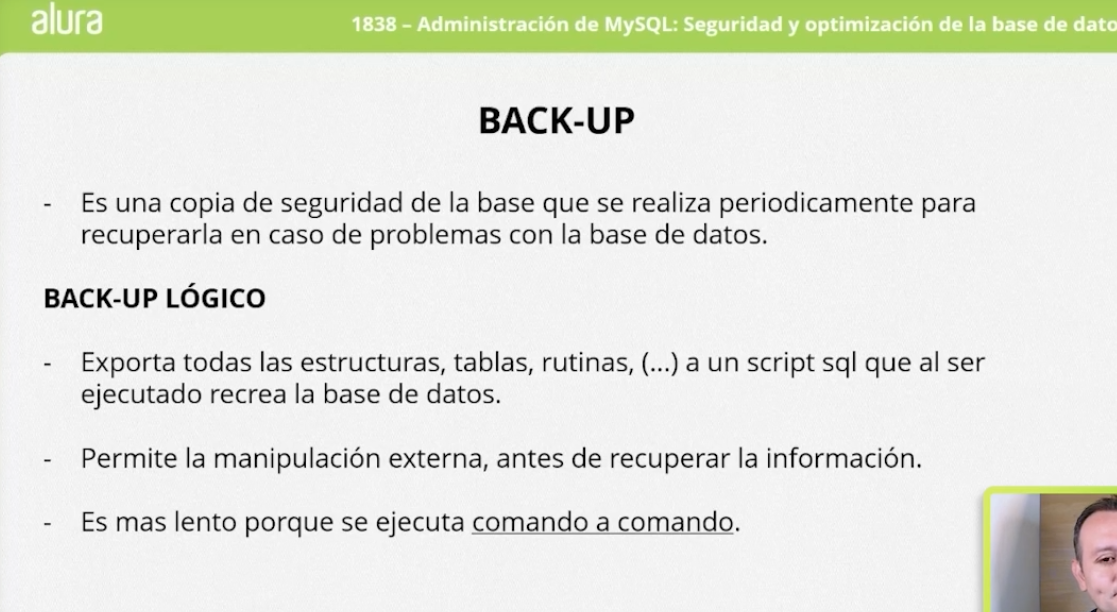 alura
1838 – Administración de MySQL: Seguridad y optimización de la base de dato
BACK-UP
- Es una copia de seguridad de la base que se realiza periodicamente para
recuperarla en caso de problemas con la base de datos.
BACK-UP LÓGICO
- Exporta todas las estructuras, tablas, rutinas, (...) a un script sql que al ser
ejecutado recrea la base de datos.
- Permite la manipulación externa, antes de recuperar la información.
- Es mas lento porque se ejecuta comando a comando.